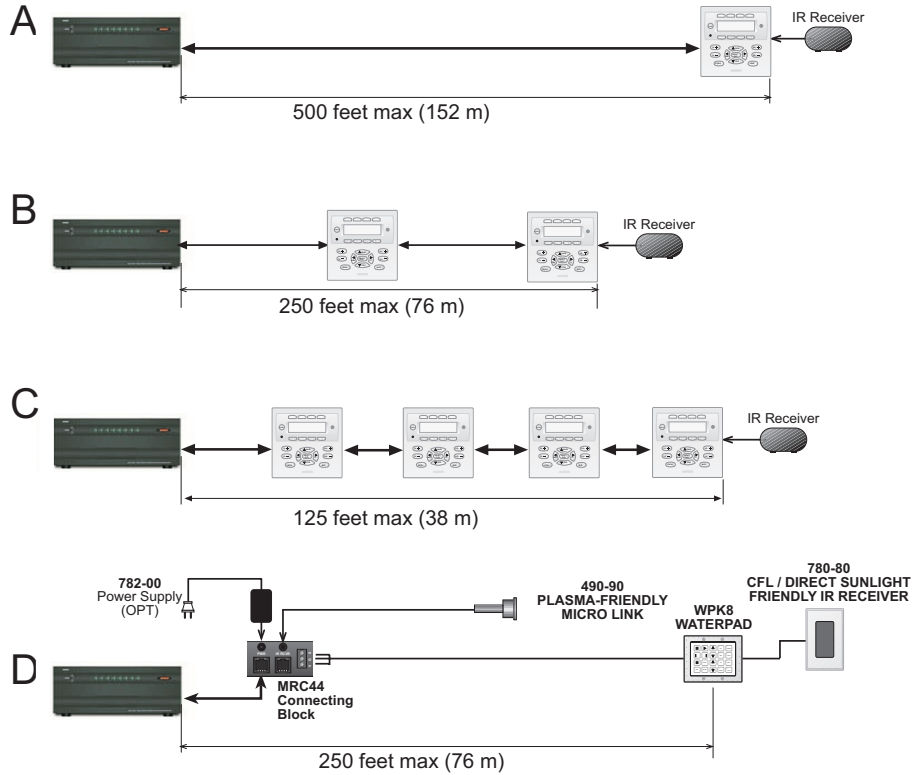 A
IR Receiver
500 feet max (152 m)
B
IR Receiver
250 feet max (76 m)
C
IR Receiver
125 feet max (38 m)
782-00
Power Supply
(OPT)
490-90
PLASMA-FRIENDLY
MICRO LINK
780-80
CFL / DIRECT SUNLIGHT
FRIENDLY IR RECEIVER
WPK8
WATERPAD
D
MRC44
Connecting
Block
250 feet max (76 m)